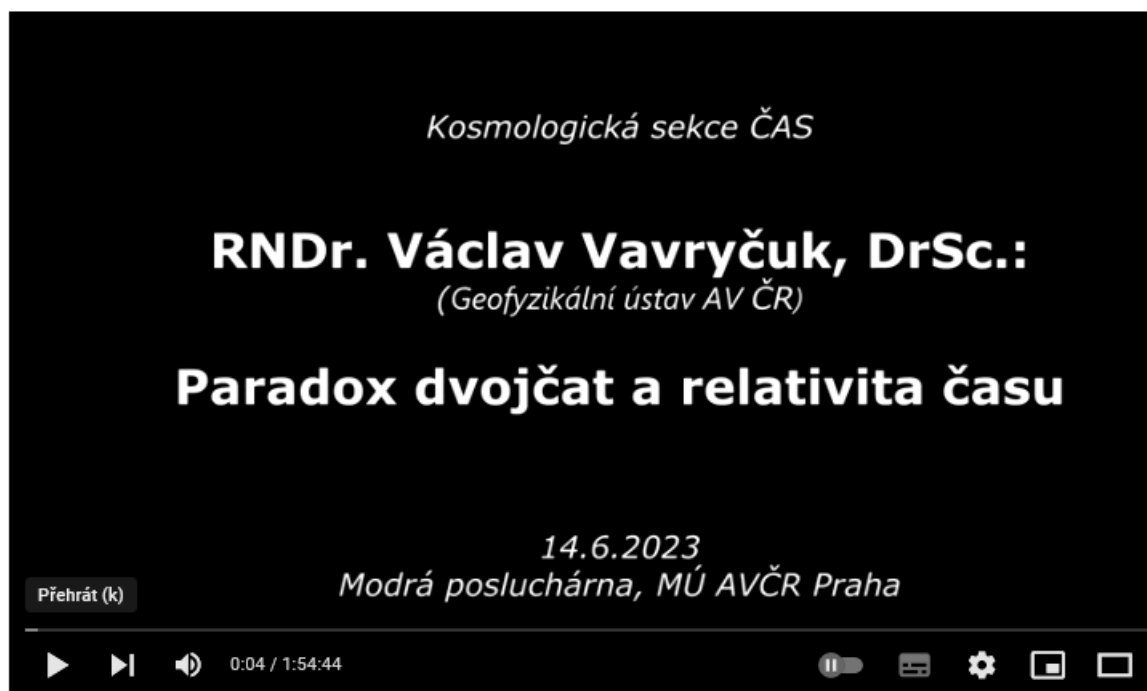 Kosmologická sekce ČAS
RNDr. Václav Vavryčuk, DrSc.:
(Geofyzikální ústav AV ČR)
Paradox dvojčat a relativita času
14.6.2023
Modrá posluchárna, MÚ AVČR Praha
Přehrát (k)
0:04 / 1:54:44